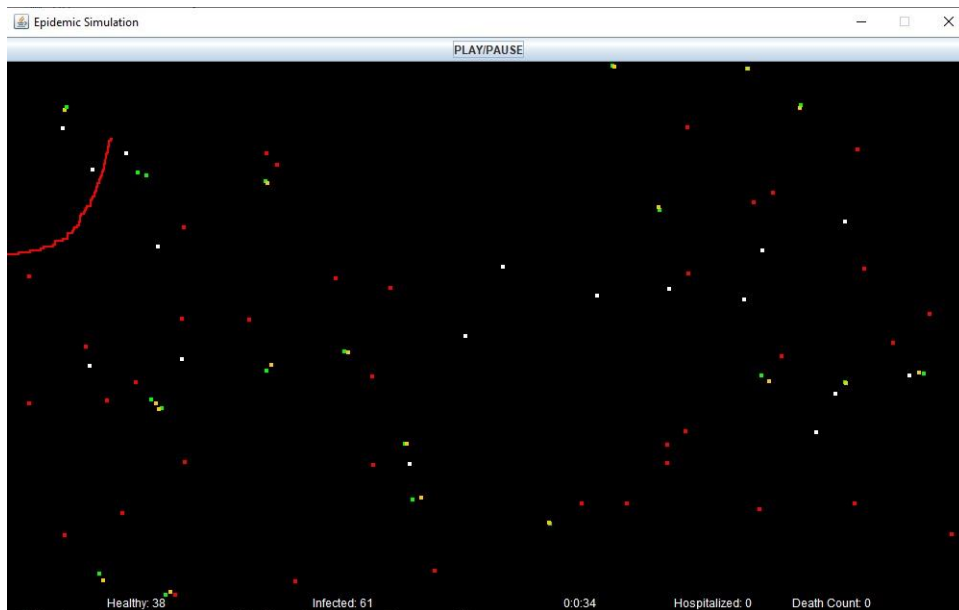 Epidemic Simulation
PLAY/PAUSE
Healthy: 38 Infected: 61 0:0:34 Hospitalized: 0 Death Count: 0